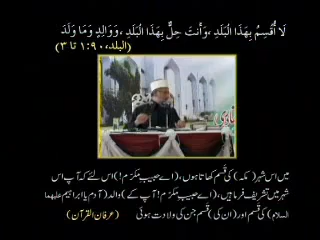 لَا أُقْسِمُ بِهَذَا الْبَلَدِ ،وَأَنتَ حِلٌّ بِهَذَا الْبَلَدِ ،وَوَالِدٍ وَمَا وَلَدَ
(البلد،۹۰:۱ تا ۳)
میں اس شہر (مکہ) کی قسم کھاتا ہوں، (اے حبیبِ مکرّم!) اس لئے کہ آپ اس
شہر میں تشریف فرما ہیں، (اے حبیبِ مکرّم! آپ کے) والد (آدم یا ابراہیم علیہما
السلام) کی قسم اور (ان کی) قسم جن کی ولادت ہوئی (عرفان القرآن)